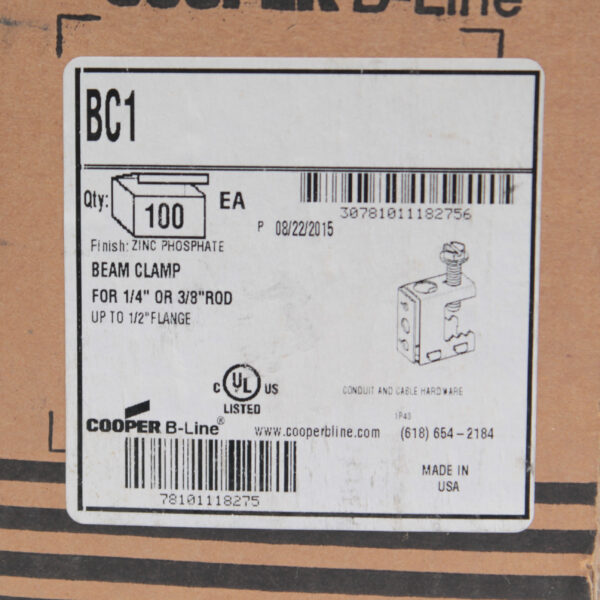 COOPER B-Line
BC1
Qty: 100 EA
30781011182756
P 08/22/2015
Finish: ZINC PHOSPHATE
BEAM CLAMP
FOR 1/4" OR 3/8"ROD
UP TO 1/2"FLANGE
C UL US
LISTED
CONDUIT AND CABLE HARDWARE
1P43
COOPER B-Line®
www.cooperbline.com (618) 654-2184
78101118275
MADE IN
USA